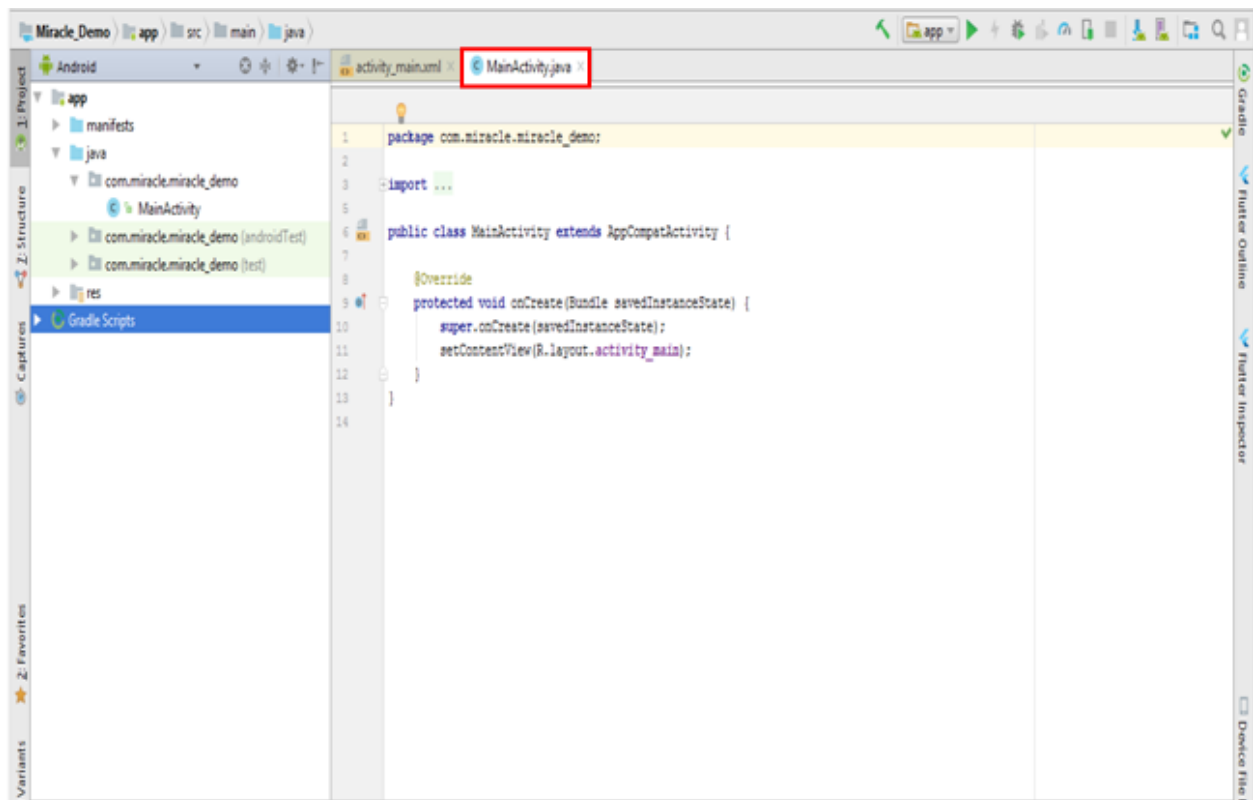 Miracle_Demo app src main java
app
Android
activity_main.xml
MainActivity.java
1: Project
7: Structure
Captures
2: Favorites
Variants
app
manifests
java
com.miracle.miracle_demo
MainActivity
com.miracle.miracle_demo (androidTest)
com.miracle.miracle_demo (test)
res
Gradle Scripts
1 package com.miracle.miracle_demo;
2
3 import ...
5
6 public class MainActivity extends AppCompatActivity {
7
8 @Override
9 protected void onCreate(Bundle savedInstanceState) {
10 super.onCreate(savedInstanceState);
11 setContentView(R.layout.activity_main);
12 }
13 }
14
Gradle
Flutter Outline
Flutter Inspector
Device File